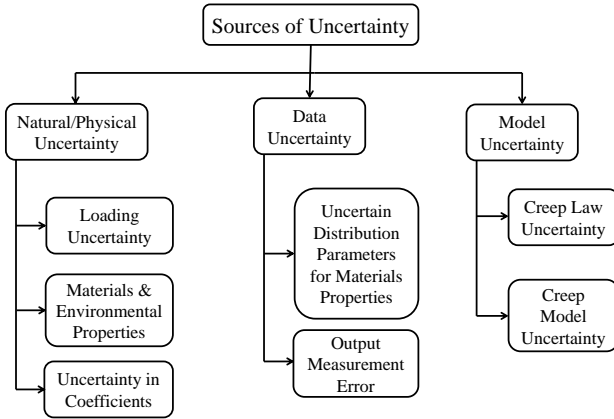 Sources of Uncertainty
Natural/Physical
Uncertainty
Data
Uncertainty
Model
Uncertainty
Loading
Uncertainty
Materials &
Environmental
Properties
Uncertainty in
Coefficients
Uncertain
Distribution
Parameters
for Materials
Properties
Output
Measurement
Error
Creep Law
Uncertainty
Creep
Model
Uncertainty